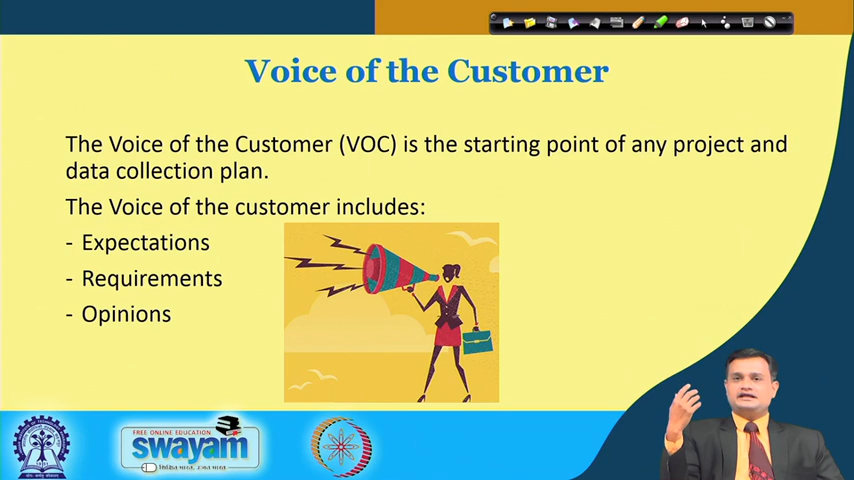 Voice of the Customer
The Voice of the Customer (VOC) is the starting point of any project and
data collection plan.
The Voice of the customer includes:
- Expectations
- Requirements
- Opinions
FREE ONLINE EDUCATION
swayam